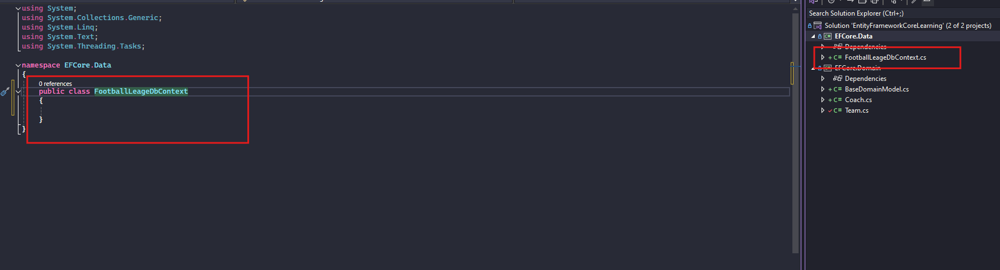 using System;
using System.Collections.Generic;
using System.Linq;
using System.Text;
using System.Threading.Tasks;
namespace EFCore.Data
{
0 references
public class FootballLeageDbContext
{
}
}
Search Solution Explorer (Ctrl+;)
Solution 'EntityFrameworkCoreLearning' (2 of 2 projects)
C# EFCore.Data
Dependencies
+ C# FootballLeageDbContext.cs
C# EFCore.Domain
Dependencies
+ C# BaseDomainModel.cs
+ C# Coach.cs
C# Team.cs